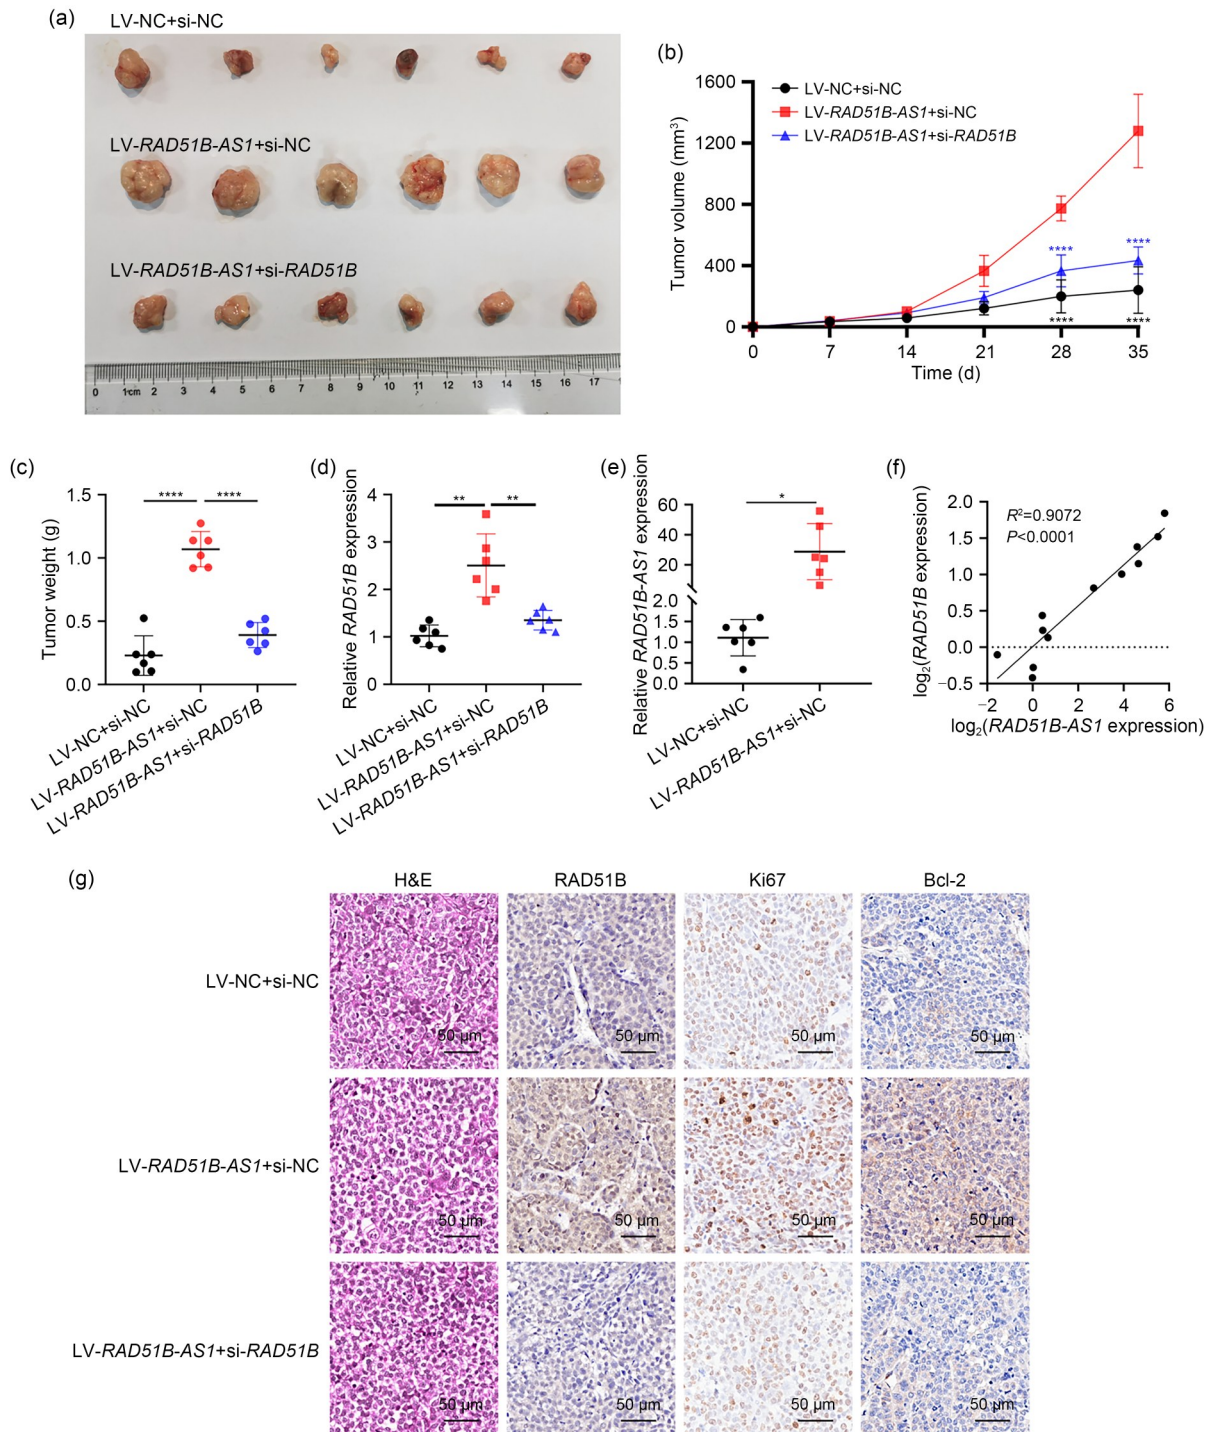 (a)
LV-NC+si-NC
LV-RAD51B-AS1+si-NC
LV-RAD51B-AS1+si-RAD51B
0 1cm 2 3 4 5 6 7 8 9 10 11 12 13 14 15 16 17
(b)
Tumor volume (mm³)
1600
1200
800
400
0
LV-NC+si-NC
LV-RAD51B-AS1+si-NC
LV-RAD51B-AS1+si-RAD51B
**** ****
**** ****
0 7 14 21 28 35
Time (d)
(c)
Tumor weight (g)
1.5
1.0
0.5
0.0
**** ****
LV-NC+si-NC
LV-RAD51B-AS1+si-NC
LV-RAD51B-AS1+si-RAD51B
(d)
Relative RAD51B expression
4
3
2
1
0
** **
LV-NC+si-NC
LV-RAD51B-AS1+si-NC
LV-RAD51B-AS1+si-RAD51B
(e)
Relative RAD51B-AS1 expression
60
40
20
2.0
1.5
1.0
0.5
0.0
*
LV-NC+si-NC
LV-RAD51B-AS1+si-NC
(f)
log₂(RAD51B expression)
2.0
1.5
1.0
0.5
0.0
−0.5
R²=0.9072
P<0.0001
−2 0 2 4 6
log₂(RAD51B-AS1 expression)
(g)
H&E RAD51B Ki67 Bcl-2
LV-NC+si-NC
50 µm 50 µm 50 µm 50 µm
LV-RAD51B-AS1+si-NC
50 µm 50 µm 50 µm 50 µm
LV-RAD51B-AS1+si-RAD51B
50 µm 50 µm 50 µm 50 µm